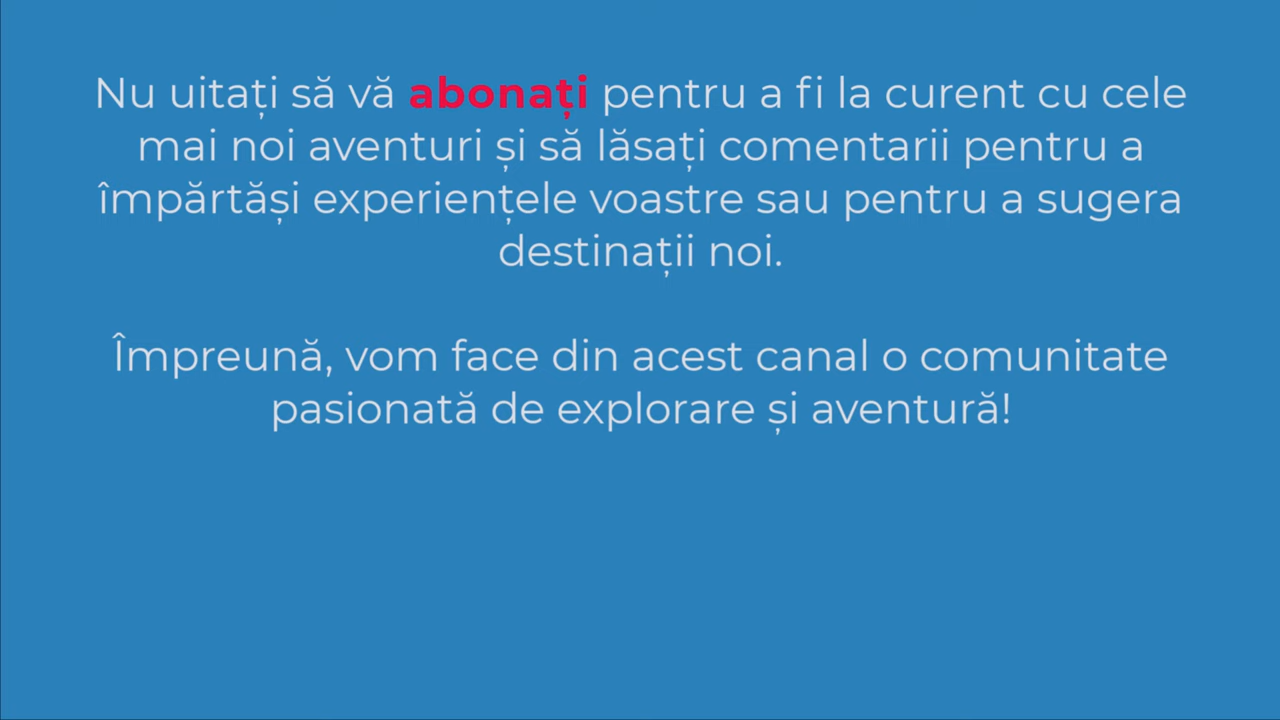 Nu uitați să vă abonați pentru a fi la curent cu cele
mai noi aventuri și să lăsați comentarii pentru a
împărtăși experiențele voastre sau pentru a sugera
destinații noi.
Împreună, vom face din acest canal o comunitate
pasionată de explorare și aventură!